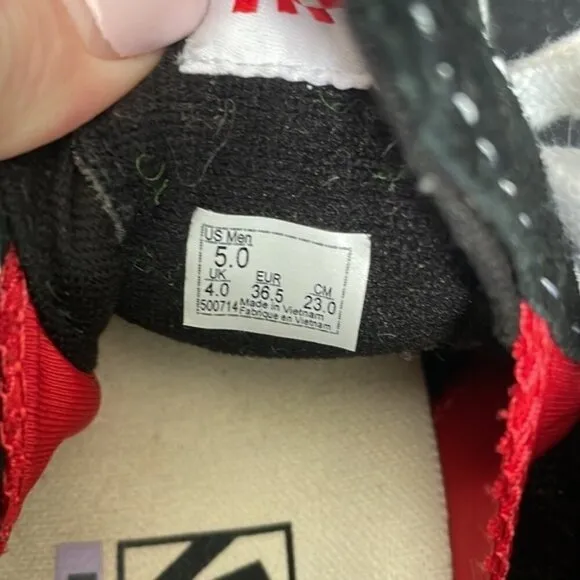 US Men
5.0
UK EUR CM
4.0 36.5 23.0
500714 Made in Vietnam
Fabrique en Vietnam